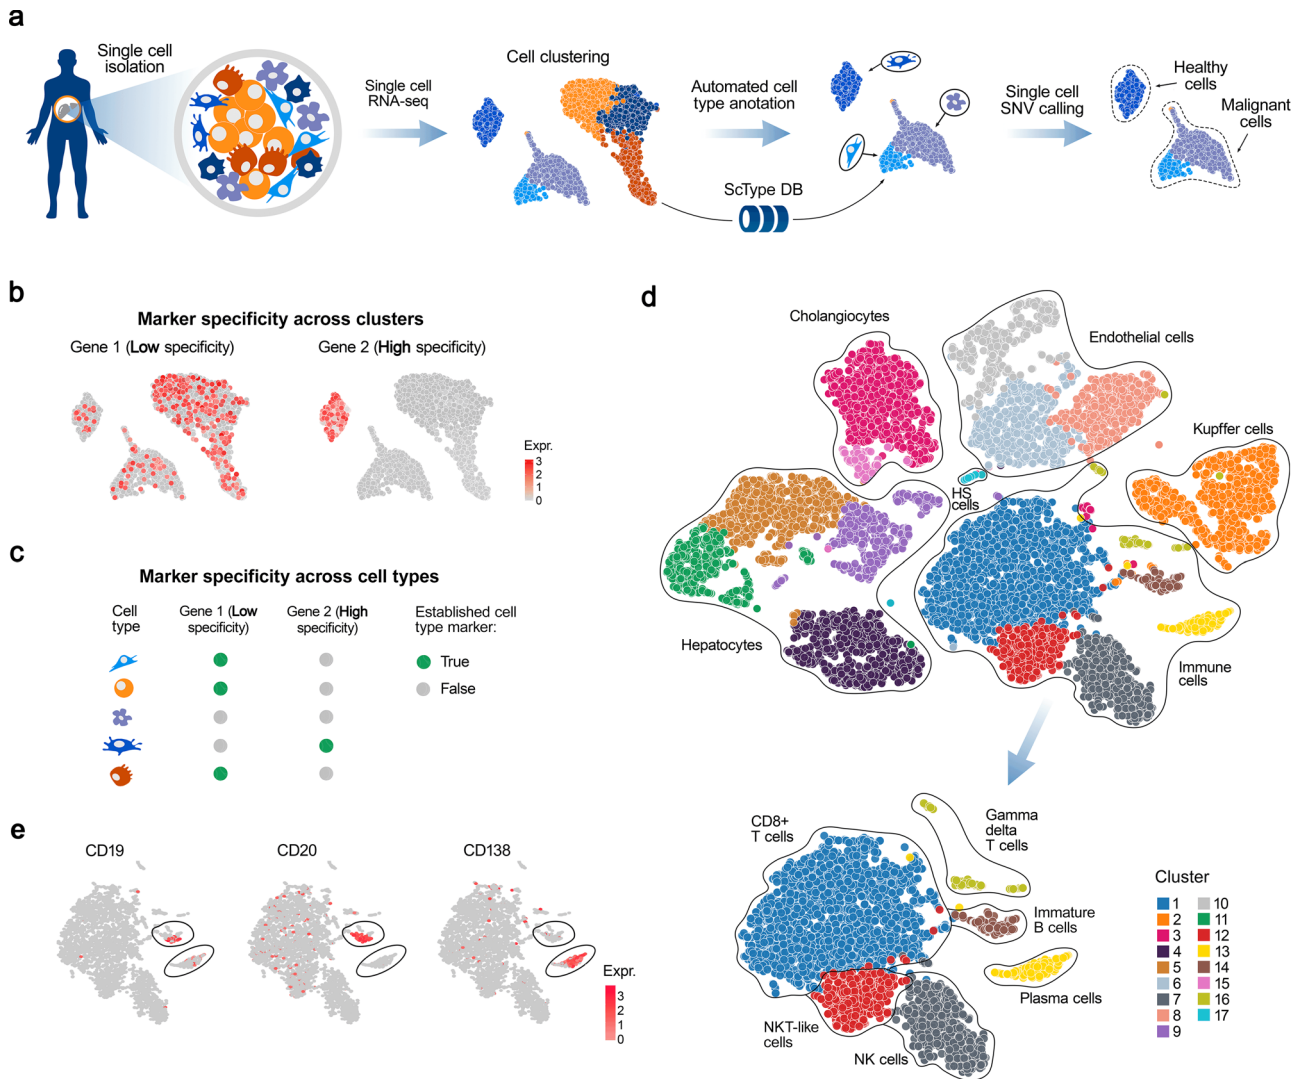 a
Single cell
isolation
Single cell
RNA-seq
Cell clustering
Automated cell
type anotation
ScType DB
Single cell
SNV calling
Healthy
cells
Malignant
cells
b
Marker specificity across clusters
Gene 1 (Low specificity)
Gene 2 (High specificity)
Expr.
3
2
1
0
c
Marker specificity across cell types
Cell
type
Gene 1 (Low
specificity)
Gene 2 (High
specificity)
Established cell
type marker:
True
False
d
Cholangiocytes
Endothelial cells
Kupffer cells
HS
cells
Hepatocytes
Immune
cells
CD8+
T cells
Gamma
delta
T cells
Immature
B cells
Plasma cells
NKT-like
cells
NK cells
Cluster
1
2
3
4
5
6
7
8
9
10
11
12
13
14
15
16
17
e
CD19
CD20
CD138
Expr.
3
2
1
0